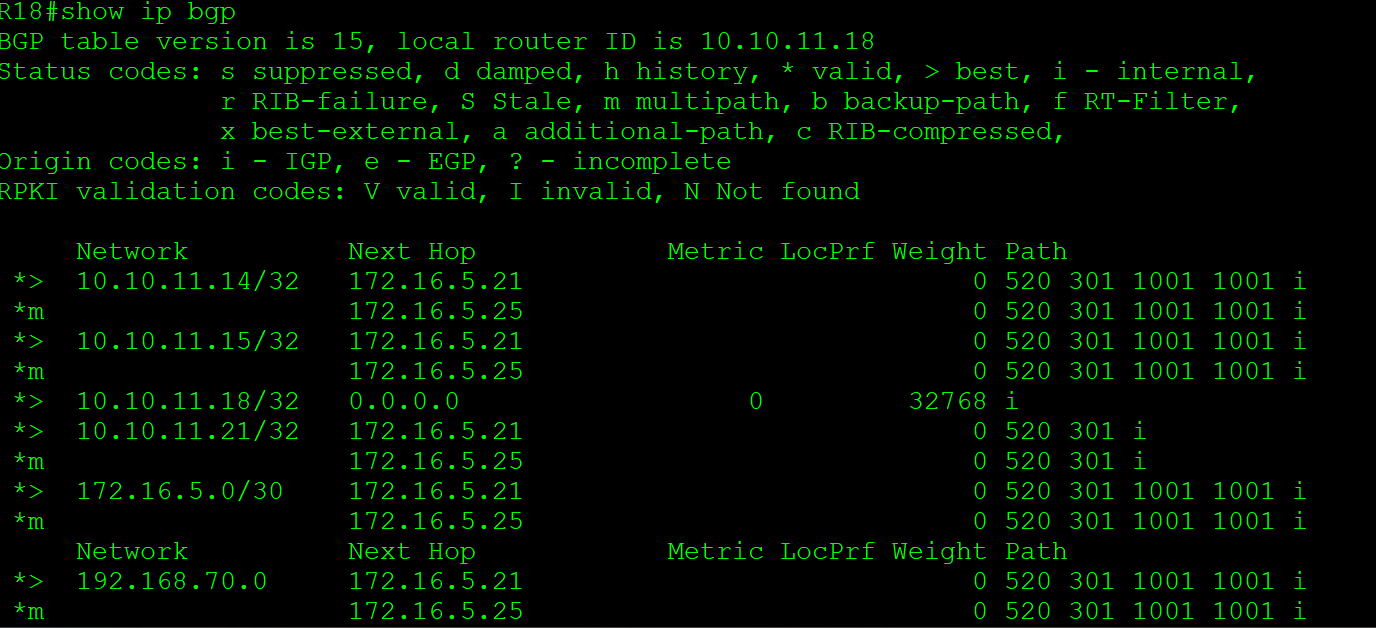 R18#show ip bgp
BGP table version is 15, local router ID is 10.10.11.18
Status codes: s suppressed, d damped, h history, * valid, > best, i - internal,
              r RIB-failure, S Stale, m multipath, b backup-path, f RT-Filter,
              x best-external, a additional-path, c RIB-compressed,
Origin codes: i - IGP, e - EGP, ? - incomplete
RPKI validation codes: V valid, I invalid, N Not found
     Network          Next Hop            Metric LocPrf Weight Path
 *>  10.10.11.14/32   172.16.5.21                            0 520 301 1001 1001 i
 *m                   172.16.5.25                            0 520 301 1001 1001 i
 *>  10.10.11.15/32   172.16.5.21                            0 520 301 1001 1001 i
 *m                   172.16.5.25                            0 520 301 1001 1001 i
 *>  10.10.11.18/32   0.0.0.0                  0         32768 i
 *>  10.10.11.21/32   172.16.5.21                            0 520 301 i
 *m                   172.16.5.25                            0 520 301 i
 *>  172.16.5.0/30    172.16.5.21                            0 520 301 1001 1001 i
 *m                   172.16.5.25                            0 520 301 1001 1001 i
     Network          Next Hop            Metric LocPrf Weight Path
 *>  192.168.70.0     172.16.5.21                            0 520 301 1001 1001 i
 *m                   172.16.5.25                            0 520 301 1001 1001 i